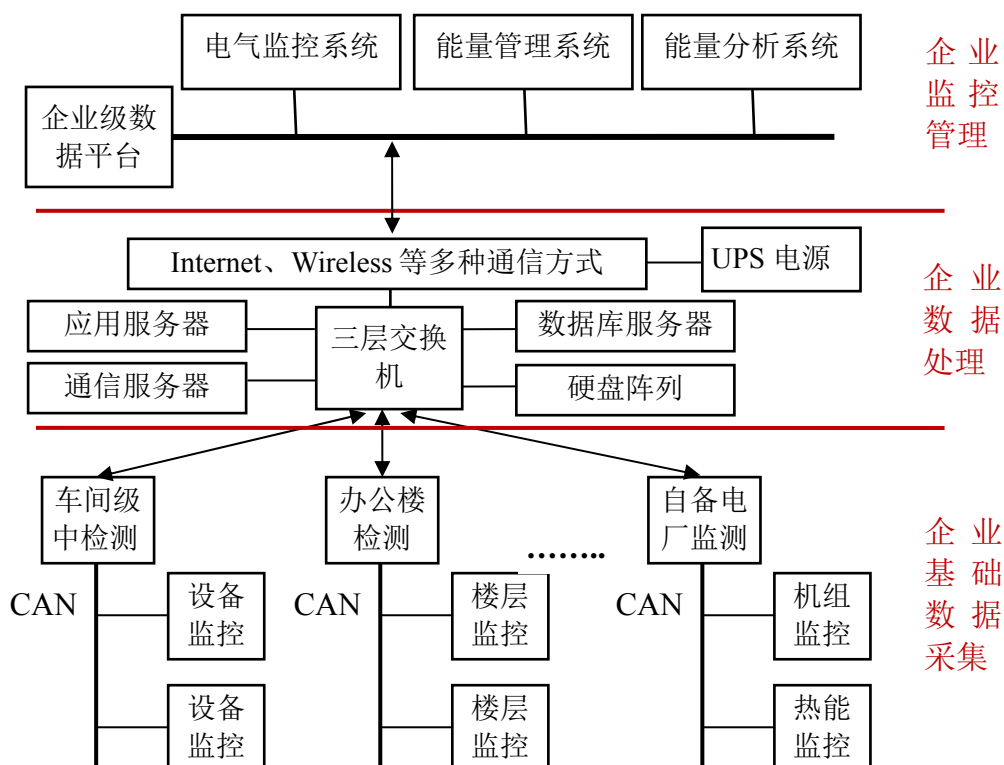 电气监控系统
能量管理系统
能量分析系统
企业
监控
管理
企业级数
据平台
Internet、Wireless 等多种通信方式
UPS 电源
企业
数据
处理
应用服务器
三层交换
机
数据库服务器
通信服务器
硬盘阵列
车间级
中检测
办公楼
检测
自备电
厂监测
........
企业
基础
数据
采集
CAN
设备
监控
CAN
楼层
监控
CAN
机组
监控
设备
监控
楼层
监控
热能
监控